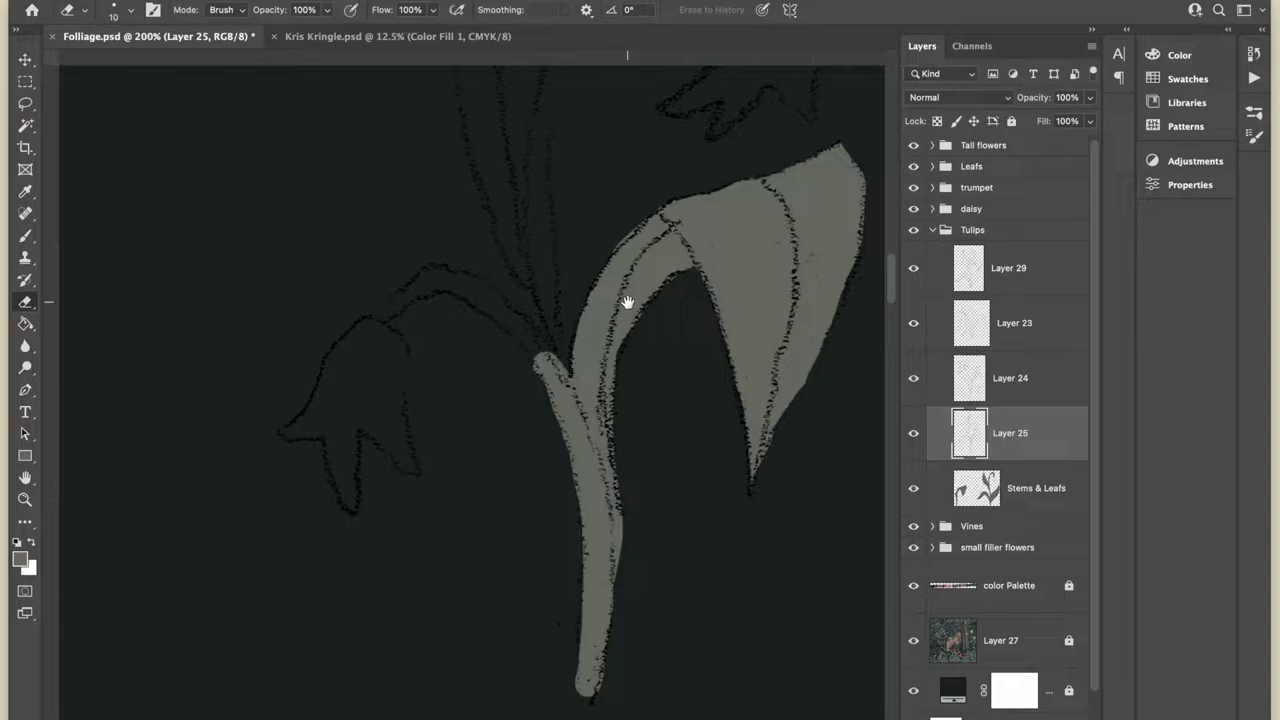 10 Mode: Brush Opacity: 100% Flow: 100% Smoothing: 0° Erase to History
Folliage.psd @ 200% (Layer 25, RGB/8) * Kris Kringle.psd @ 12.5% (Color Fill 1, CMYK/8)
Layers Channels
Kind
Normal Opacity: 100%
Lock: Fill: 100%
Tall flowers
Leafs
trumpet
daisy
Tulips
Layer 29
Layer 23
Layer 24
Layer 25
Stems & Leafs
Vines
small filler flowers
color Palette
Layer 27
...
Color
Swatches
Libraries
Patterns
Adjustments
Properties